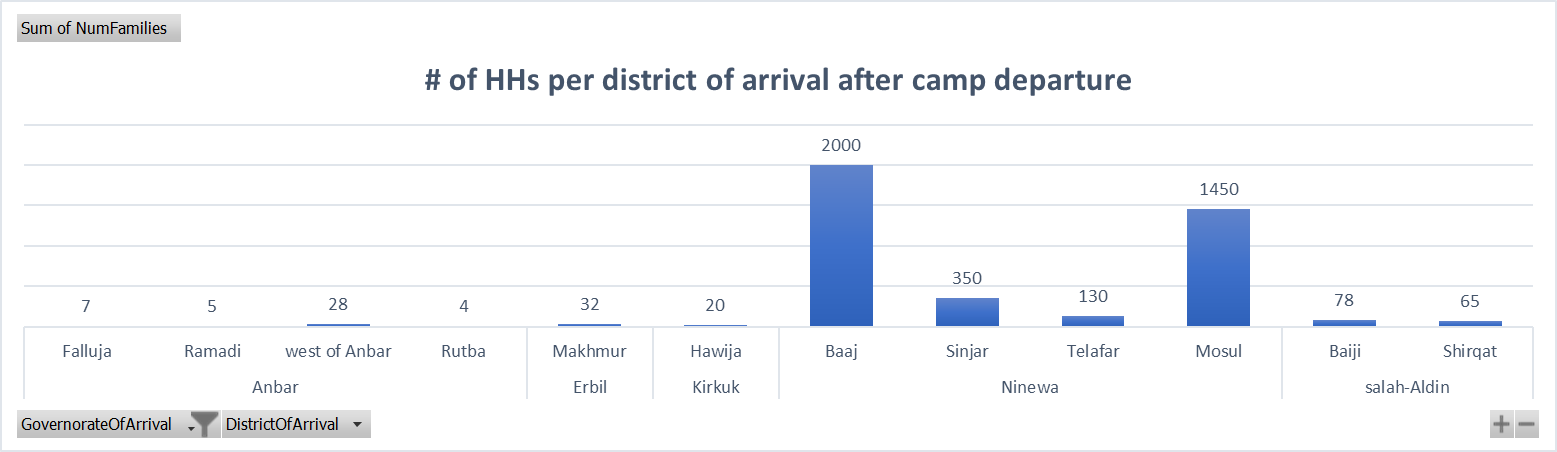 Sum of NumFamilies
# of HHs per district of arrival after camp departure
2000
1450
350
130
78
65
7
5
28
4
32
20
Falluja
Ramadi
west of Anbar
Rutba
Makhmur
Hawija
Baaj
Sinjar
Telafar
Mosul
Baiji
Shirqat
Anbar
Erbil
Kirkuk
Ninewa
salah-Aldin
GovernorateOfArrival
DistrictOfArrival